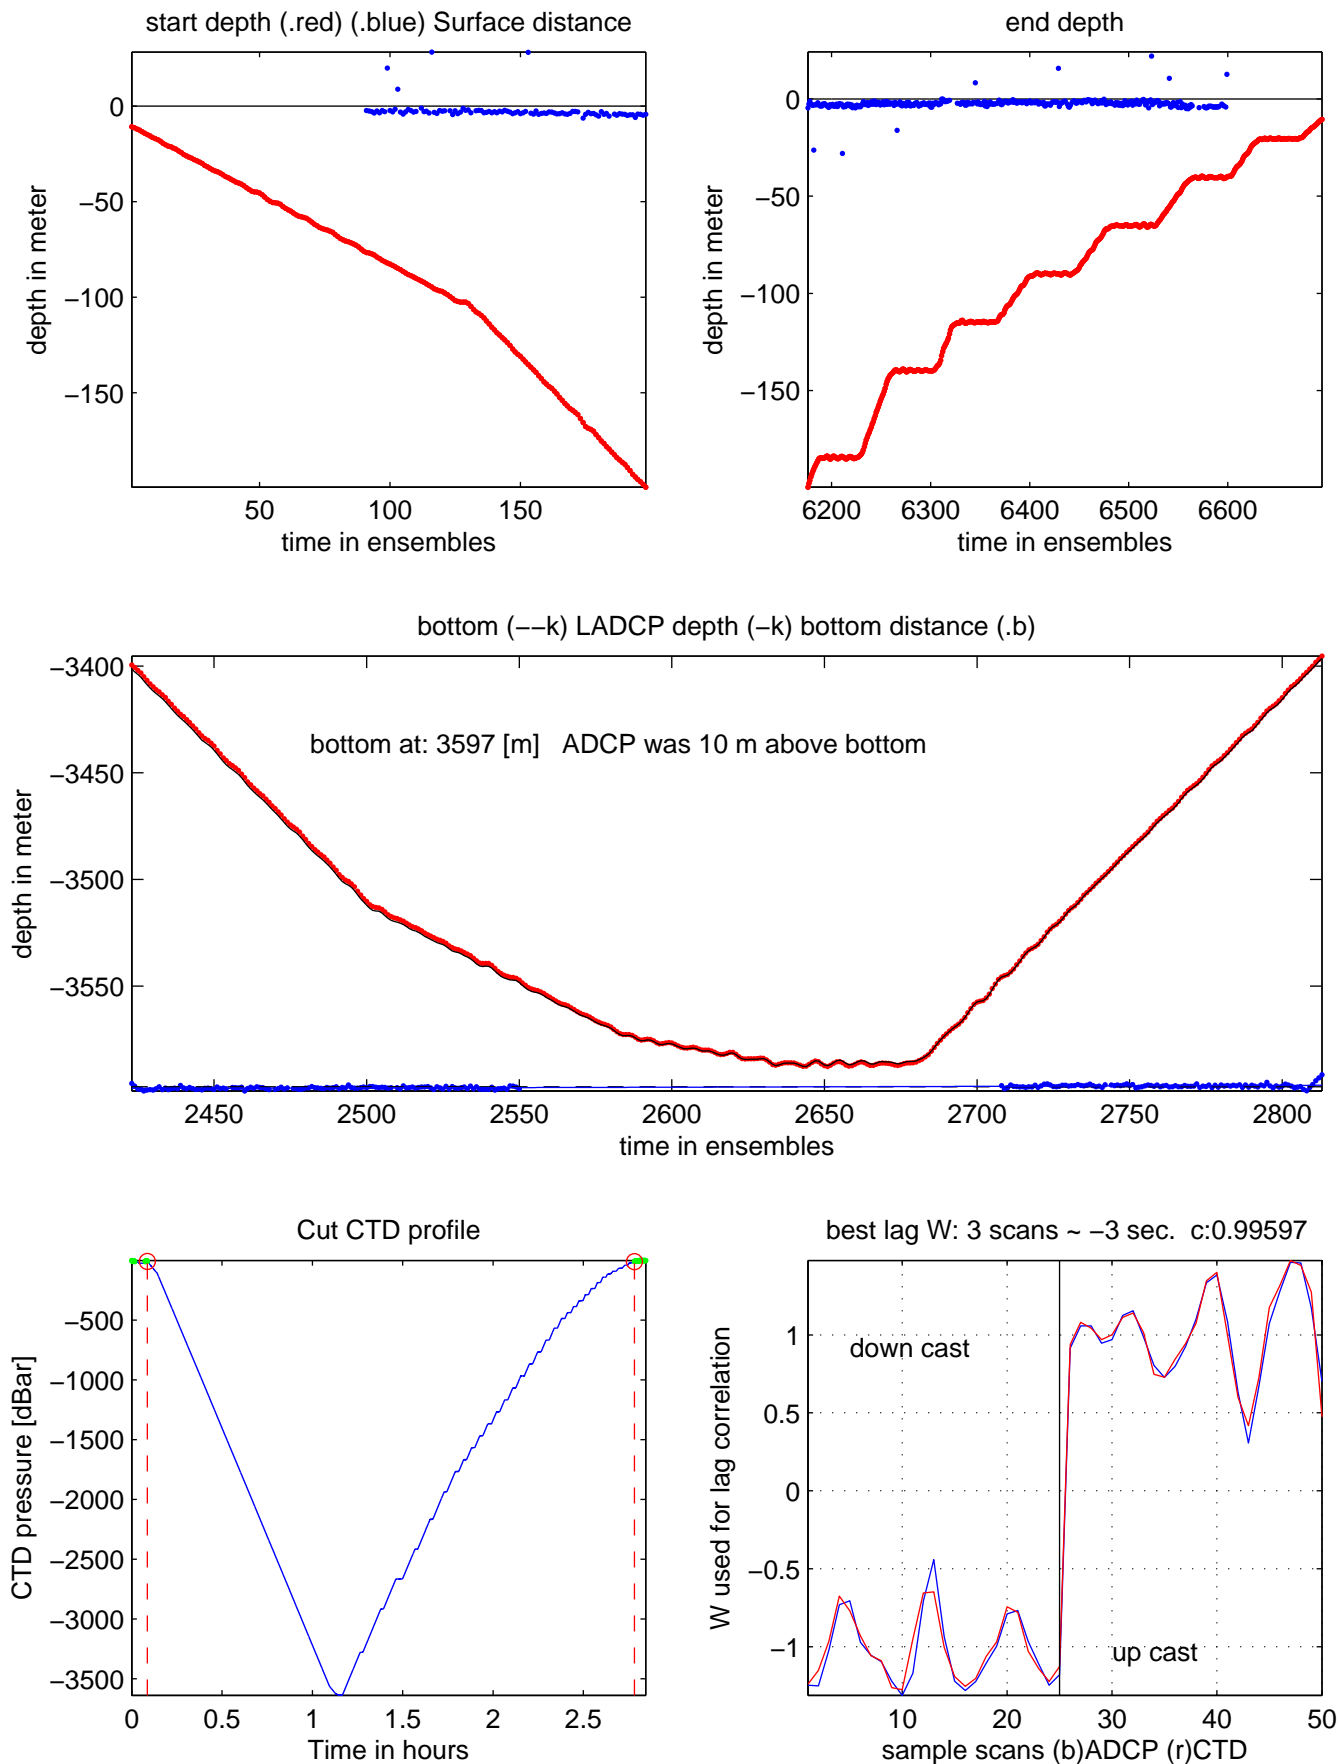 start depth (.red) (.blue) Surface distance
0
−50
−100
−150
depth in meter
50
100
150
time in ensembles
end depth
0
−50
−100
−150
depth in meter
6200
6300
6400
6500
6600
time in ensembles
bottom (−−k) LADCP depth (−k) bottom distance (.b)
−3400
−3450
−3500
−3550
depth in meter
bottom at: 3597 [m]   ADCP was 10 m above bottom
2450
2500
2550
2600
2650
2700
2750
2800
time in ensembles
Cut CTD profile
−500
−1000
−1500
−2000
−2500
−3000
−3500
CTD pressure [dBar]
0
0.5
1
1.5
2
2.5
Time in hours
best lag W: 3 scans ~ −3 sec.  c:0.99597
1
0.5
0
−0.5
−1
W used for lag correlation
down cast
up cast
10
20
30
40
50
sample scans (b)ADCP (r)CTD